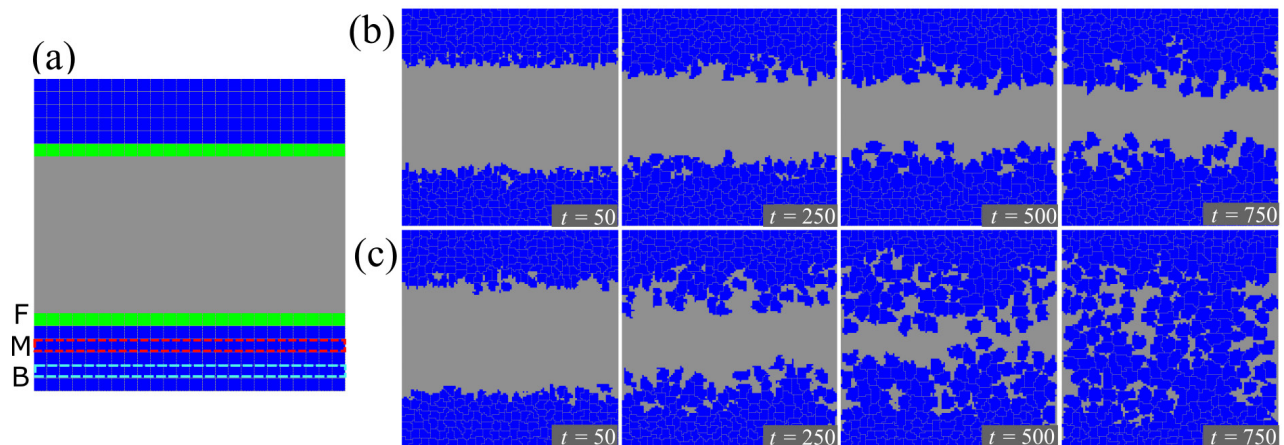 (a)
F
M
B
(b)
t = 50
t = 250
t = 500
t = 750
(c)
t = 50
t = 250
t = 500
t = 750